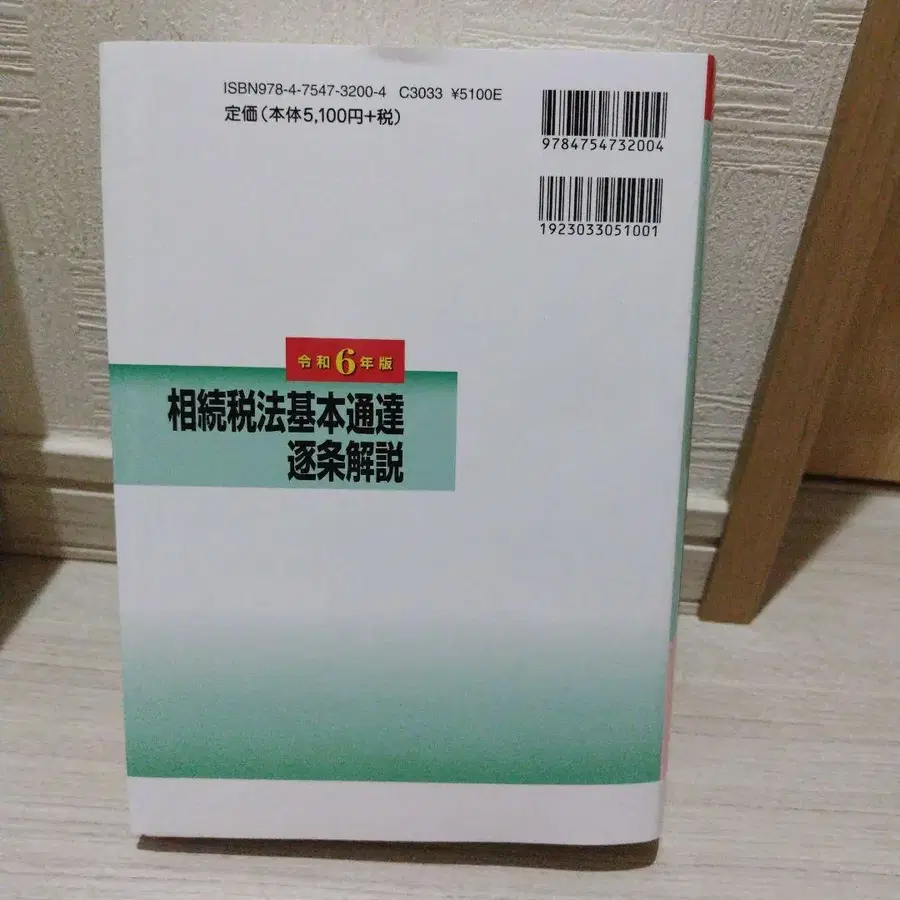 ISBN978-4-7547-3200-4 C3033 ¥5100E
定価(本体5,100円+税)
9784754732004
1923033051001
令和6年版
相続税法基本通達
逐条解説